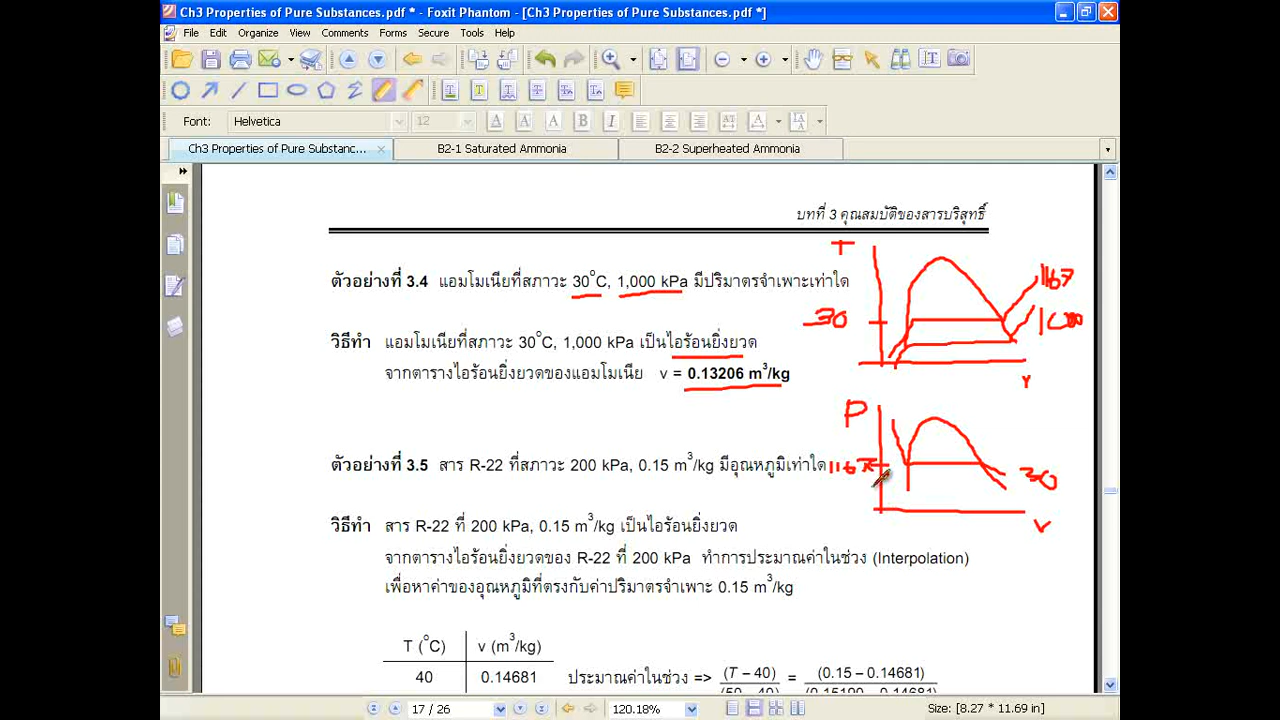 Ch3 Properties of Pure Substances.pdf * - Foxit Phantom - [Ch3 Properties of Pure Substances.pdf *]
File Edit Organize View Comments Forms Secure Tools Help
Font: Helvetica 12
Ch3 Properties of Pure Substanc... B2-1 Saturated Ammonia B2-2 Superheated Ammonia
บทที่ 3 คุณสมบัติของสารบริสุทธิ์
ตัวอย่างที่ 3.4 แอมโมเนียที่สภาวะ 30°C, 1,000 kPa มีปริมาตรจำเพาะเท่าใด
วิธีทำ แอมโมเนียที่สภาวะ 30°C, 1,000 kPa เป็นไอร้อนยิ่งยวด
จากตารางไอร้อนยิ่งยวดของแอมโมเนีย v = 0.13206 m³/kg
T
1167
30
1000
v
P
1167
30
v
ตัวอย่างที่ 3.5 สาร R-22 ที่สภาวะ 200 kPa, 0.15 m³/kg มีอุณหภูมิเท่าใด
วิธีทำ สาร R-22 ที่ 200 kPa, 0.15 m³/kg เป็นไอร้อนยิ่งยวด
จากตารางไอร้อนยิ่งยวดของ R-22 ที่ 200 kPa ทำการประมาณค่าในช่วง (Interpolation)
เพื่อหาค่าของอุณหภูมิที่ตรงกับค่าปริมาตรจำเพาะ 0.15 m³/kg
T (°C) v (m³/kg)
40 0.14681 ประมาณค่าในช่วง => (T – 40) = (0.15 – 0.14681)
(50 – 40) (0.15190 – 0.14681)
17 / 26 120.18% Size: [8.27 * 11.69 in]